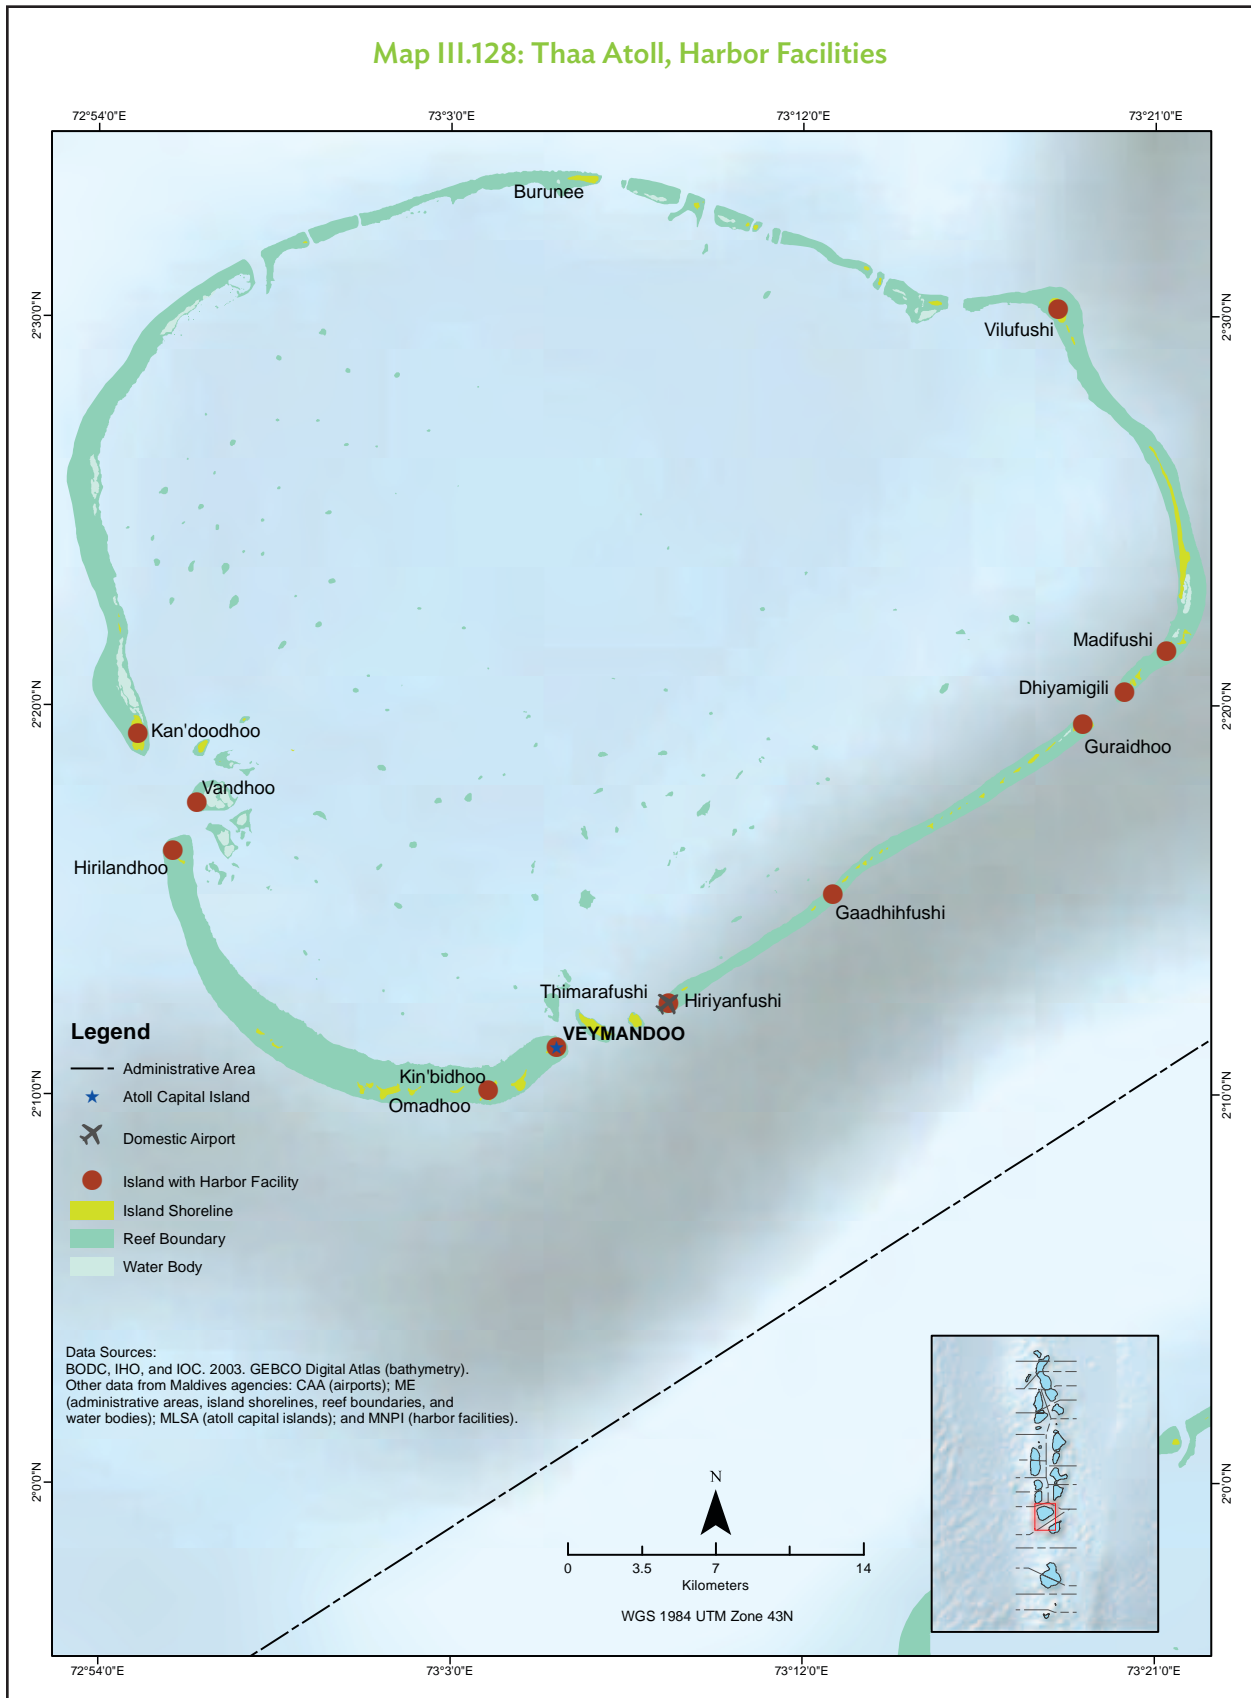 Map III.128: Thaa Atoll, Harbor Facilities
72°54'0"E
73°3'0"E
73°12'0"E
73°21'0"E
Burunee
2°30'0"N
2°30'0"N
Vilufushi
Madifushi
Dhiyamigili
2°20'0"N
2°20'0"N
Kan'doodhoo
Guraidhoo
Vandhoo
Hirilandhoo
Gaadhihfushi
Thimarafushi
Hiriyanfushi
VEYMANDOO
Kin'bidhoo
Omadhoo
2°10'0"N
2°10'0"N
Legend
Administrative Area
Atoll Capital Island
Domestic Airport
Island with Harbor Facility
Island Shoreline
Reef Boundary
Water Body
Data Sources:
BODC, IHO, and IOC. 2003. GEBCO Digital Atlas (bathymetry).
Other data from Maldives agencies: CAA (airports); ME
(administrative areas, island shorelines, reef boundaries, and
water bodies); MLSA (atoll capital islands); and MNPI (harbor facilities).
2°0'0"N
2°0'0"N
N
0 3.5 7 14
Kilometers
WGS 1984 UTM Zone 43N
72°54'0"E
73°3'0"E
73°12'0"E
73°21'0"E